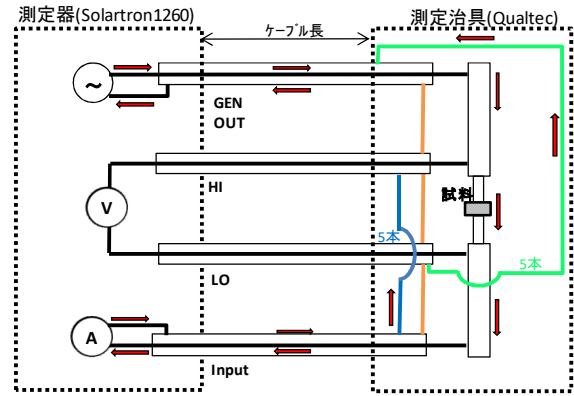 測定器(Solartron1260)
測定治具(Qualtec)
ケーブル長
~
GEN
OUT
HI
V
試料
5本
5本
LO
A
Input